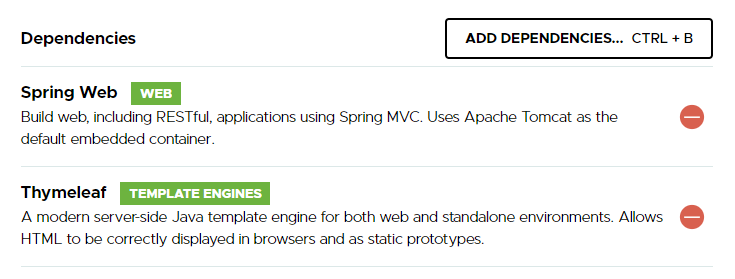 Dependencies
ADD DEPENDENCIES... CTRL + B
Spring Web WEB
Build web, including RESTful, applications using Spring MVC. Uses Apache Tomcat as the
default embedded container.
Thymeleaf TEMPLATE ENGINES
A modern server-side Java template engine for both web and standalone environments. Allows
HTML to be correctly displayed in browsers and as static prototypes.